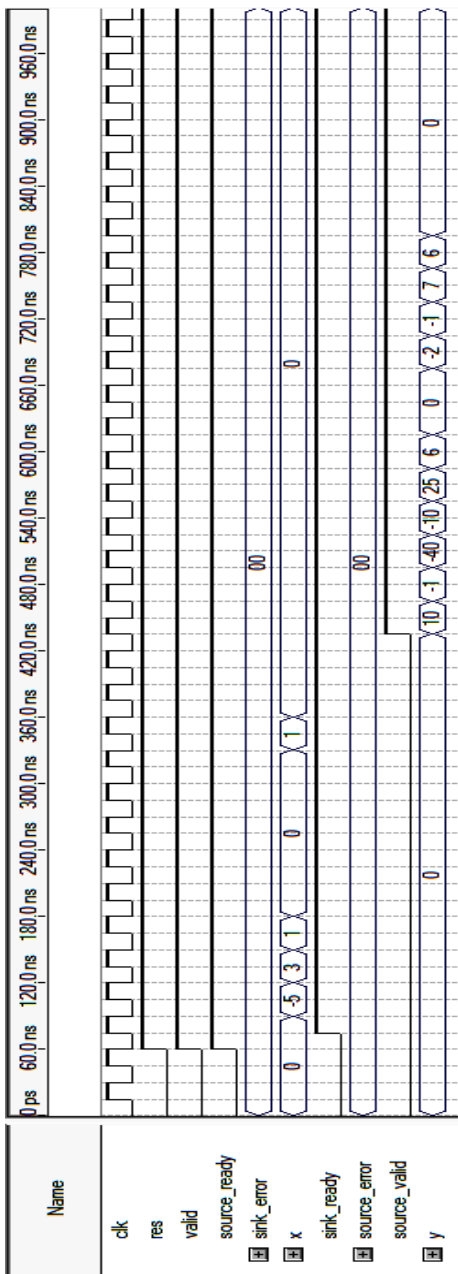 Name
0 ps 60.0 ns 120.0 ns 180.0 ns 240.0 ns 300.0 ns 360.0 ns 420.0 ns 480.0 ns 540.0 ns 600.0 ns 660.0 ns 720.0 ns 780.0 ns 840.0 ns 900.0 ns 960.0 ns
clk
res
valid
source_ready
sink_error 00
x 0 -5 3 1 0 1 0
sink_ready
source_error 00
source_valid
y 0 10 -1 -40 -10 25 6 0 -2 -1 7 6 0